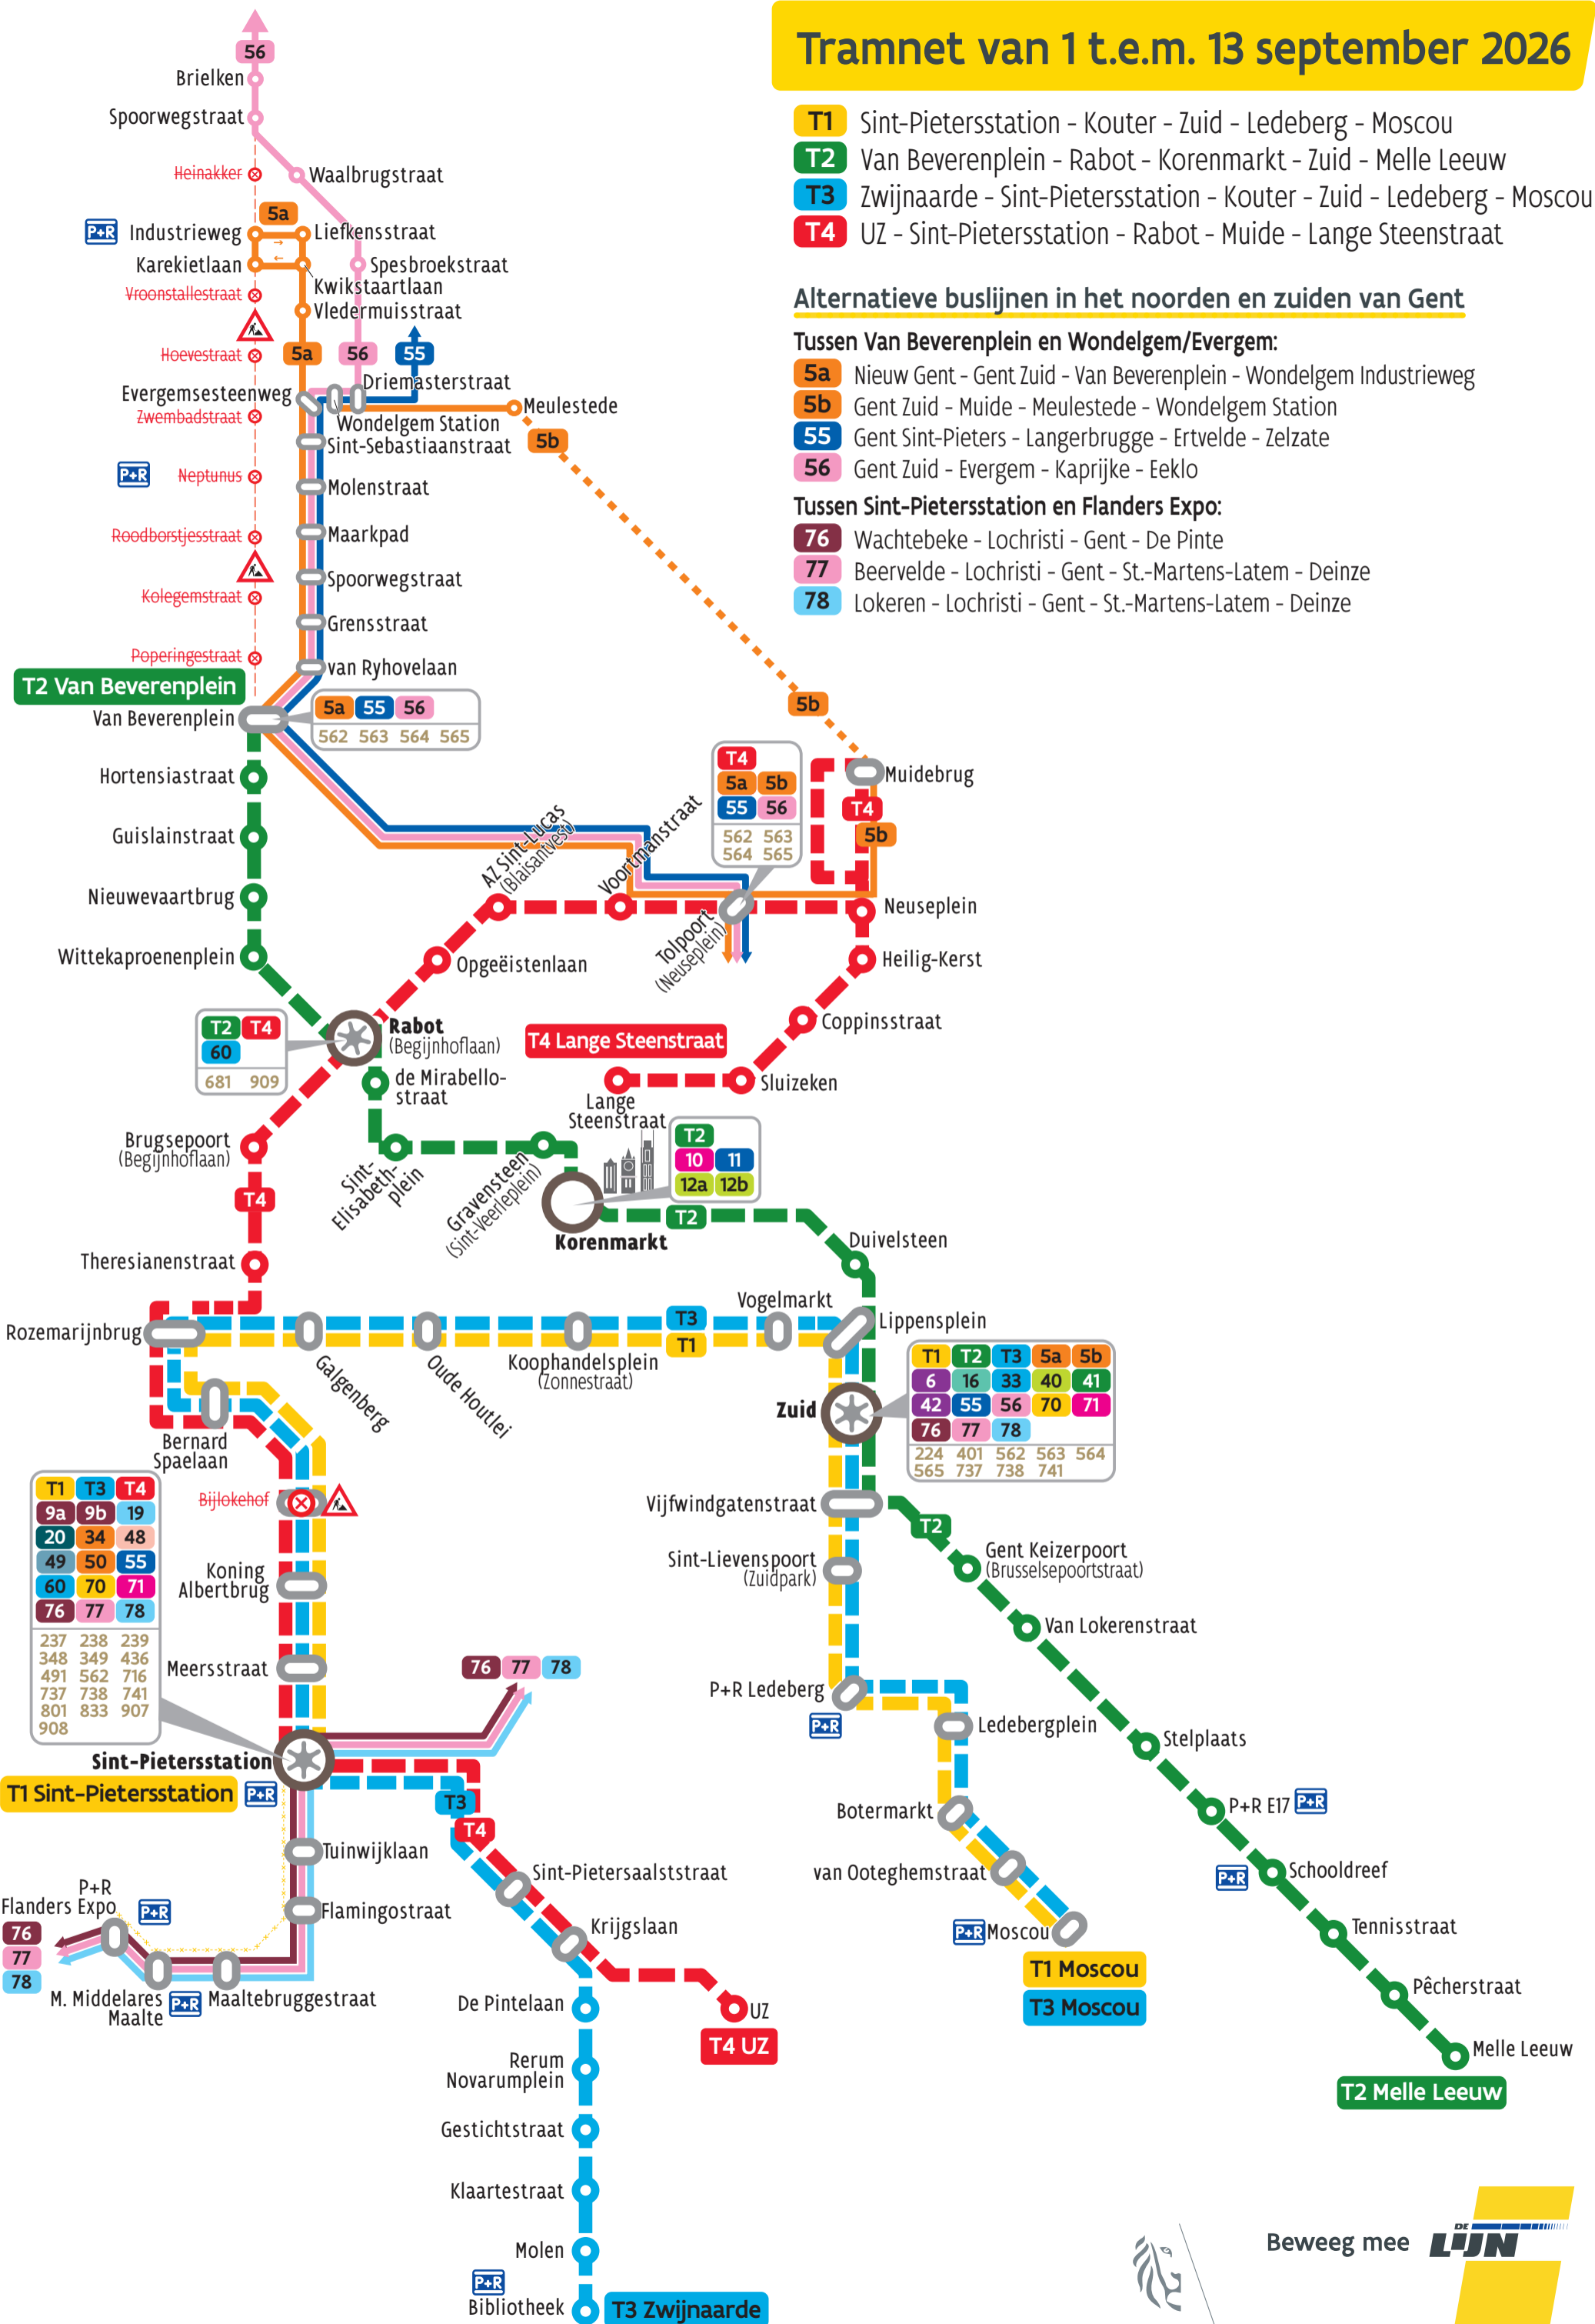 Tramnet van 1 t.e.m. 13 september 2026
T1 Sint-Pietersstation - Kouter - Zuid - Ledeberg - Moscou
T2 Van Beverenplein - Rabot - Korenmarkt - Zuid - Melle Leeuw
T3 Zwijnaarde - Sint-Pietersstation - Kouter - Zuid - Ledeberg - Moscou
T4 UZ - Sint-Pietersstation - Rabot - Muide - Lange Steenstraat
Alternatieve buslijnen in het noorden en zuiden van Gent
Tussen Van Beverenplein en Wondelgem/Evergem:
5a Nieuw Gent - Gent Zuid - Van Beverenplein - Wondelgem Industrieweg
5b Gent Zuid - Muide - Meulestede - Wondelgem Station
55 Gent Sint-Pieters - Langerbrugge - Ertvelde - Zelzate
56 Gent Zuid - Evergem - Kaprijke - Eeklo
Tussen Sint-Pietersstation en Flanders Expo:
76 Wachtebeke - Lochristi - Gent - De Pinte
77 Beervelde - Lochristi - Gent - St.-Martens-Latem - Deinze
78 Lokeren - Lochristi - Gent - St.-Martens-Latem - Deinze
56
Brielken
Spoorwegstraat
Heinakker
Waalbrugstraat
5a
P+R Industrieweg
Liefkensstraat
Karekietlaan
Spesbroekstraat
Kwikstaartlaan
Vroonstallestraat
Vledermuisstraat
Hoevestraat
5a 56 55
Driemasterstraat
Evergemsesteenweg
Meulestede
Zwembadstraat
Wondelgem Station
Sint-Sebastiaanstraat
5b
P+R Neptunus
Molenstraat
Roodborstjesstraat
Maarkpad
Spoorwegstraat
Kolegemstraat
Grensstraat
Poperingestraat
van Ryhovelaan
T2 Van Beverenplein
Van Beverenplein
5a 55 56
562 563 564 565
5b
Hortensiastraat
Guislainstraat
Nieuwevaartbrug
Wittekaproenenplein
T4
5a 5b
55 56
562 563
564 565
Muidebrug
T4
5b
AZ Sint-Lucas
(Blaisantvest)
Voortmanstraat
Tolpoort
(Neuseplein)
Neuseplein
Heilig-Kerst
Opgeëistenlaan
Coppinsstraat
T2 T4
60
681 909
Rabot
(Begijnhoflaan)
T4 Lange Steenstraat
Sluizeken
Lange
Steenstraat
de Mirabello-
straat
Brugsepoort
(Begijnhoflaan)
Sint-
Elisabeth-
plein
Gravensteen
(Sint-Veerleplein)
T2
10 11
12a 12b
Korenmarkt
T2
T4
Theresianenstraat
Duivelsteen
Rozemarijnbrug
Galgenberg
Oude Houtlei
Koophandelsplein
(Zonnestraat)
T3
T1
Vogelmarkt
Lippensplein
T1 T2 T3 5a 5b
6 16 33 40 41
42 55 56 70 71
76 77 78
224 401 562 563 564
565 737 738 741
Zuid
Bernard
Spaelaan
T1 T3 T4
9a 9b 19
20 34 48
49 50 55
60 70 71
76 77 78
237 238 239
348 349 436
491 562 716
737 738 741
801 833 907
908
Bijlokehof
Koning
Albertbrug
Meersstraat
Vijfwindgatenstraat
T2
Sint-Lievenspoort
(Zuidpark)
Gent Keizerpoort
(Brusselsepoortstraat)
Van Lokerenstraat
76 77 78
P+R Ledeberg
P+R
Ledebergplein
Stelplaats
Sint-Pietersstation
T1 Sint-Pietersstation P+R
T3
T4
Botermarkt
P+R E17 P+R
Tuinwijklaan
Sint-Pietersaalststraat
van Ooteghemstraat
P+R Schooldreef
P+R
Flanders Expo
P+R
Flamingostraat
Krijgslaan
P+R Moscou
Tennisstraat
76
77
78
M. Middelares
Maalte
P+R
Maaltebruggestraat
T1 Moscou
T3 Moscou
De Pintelaan
UZ
T4 UZ
Pêcherstraat
Melle Leeuw
T2 Melle Leeuw
Rerum
Novarumplein
Gestichtstraat
Klaartestraat
Molen
P+R
Bibliotheek
T3 Zwijnaarde
Beweeg mee
DE LIJN